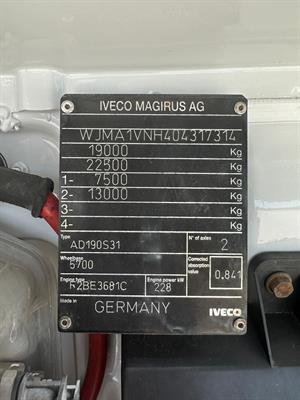 IVECO MAGIRUS AG
WJMA1VNH404317314
19000 Kg
22500 Kg
1- 7500 Kg
2- 13000 Kg
3- Kg
4- Kg
Type AD190S31 N° of axles 2
Wheelbase 5700 Corrected absorption value 0.841
Engine type F2BE3681C Engine power kW 228
Made in GERMANY IVECO